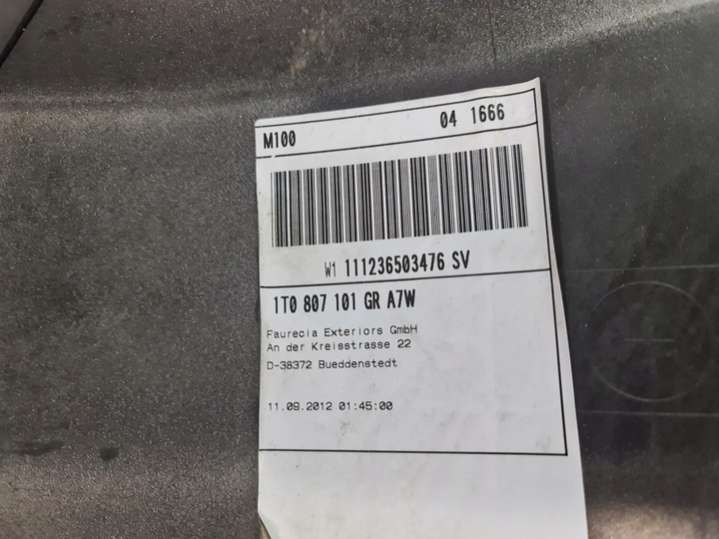 M100 04 1666
W1 111236503476 SV
1T0 807 101 GR A7W
Faurecia Exteriors GmbH
An der Kreisstrasse 22
D-38372 Bueddenstedt
11.09.2012 01:45:00